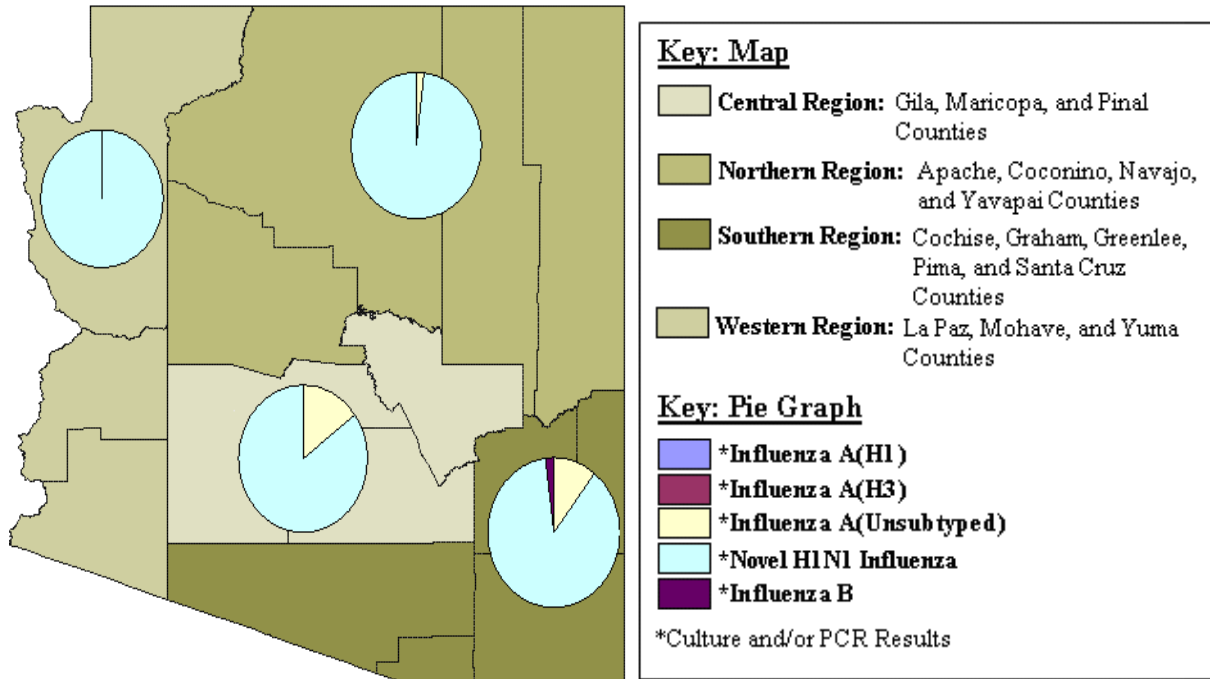 Key: Map
Central Region: Gila, Maricopa, and Pinal
Counties
Northern Region: Apache, Coconino, Navajo,
and Yavapai Counties
Southern Region: Cochise, Graham, Greenlee,
Pima, and Santa Cruz
Counties
Western Region: La Paz, Mohave, and Yuma
Counties
Key: Pie Graph
*Influenza A(H1)
*Influenza A(H3)
*Influenza A(Unsubtyped)
*Novel H1N1 Influenza
*Influenza B
*Culture and/or PCR Results